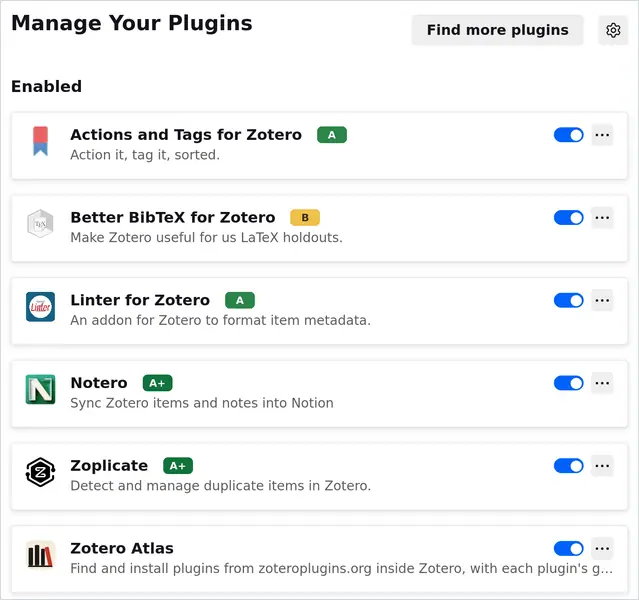 Manage Your Plugins
Find more plugins
Enabled
Actions and Tags for Zotero A
Action it, tag it, sorted.
Better BibTeX for Zotero B
Make Zotero useful for us LaTeX holdouts.
Linter for Zotero A
An addon for Zotero to format item metadata.
Notero A+
Sync Zotero items and notes into Notion
Zoplicate A+
Detect and manage duplicate items in Zotero.
Zotero Atlas
Find and install plugins from zoteroplugins.org inside Zotero, with each plugin's g...